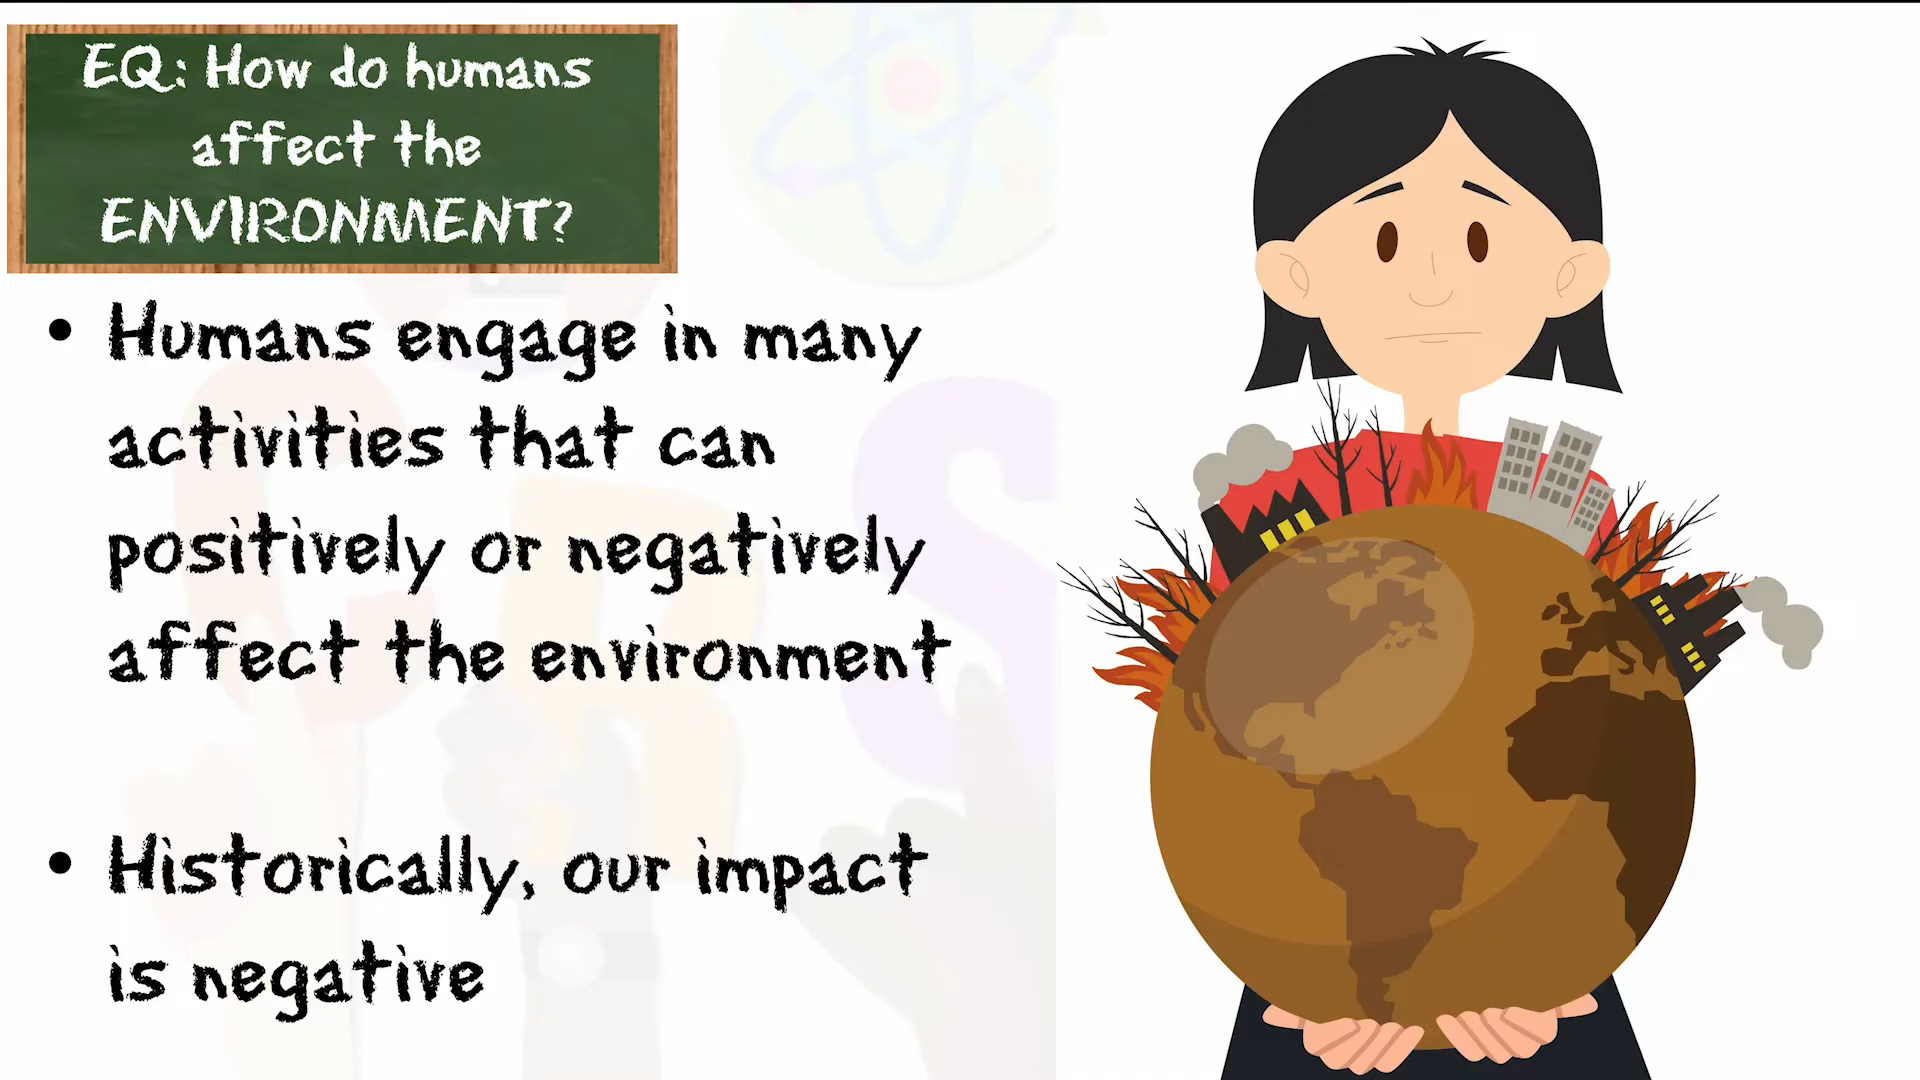 EQ: How do humans
affect the
ENVIRONMENT?
• Humans engage in many
activities that can
positively or negatively
affect the environment
• Historically, our impact
is negative